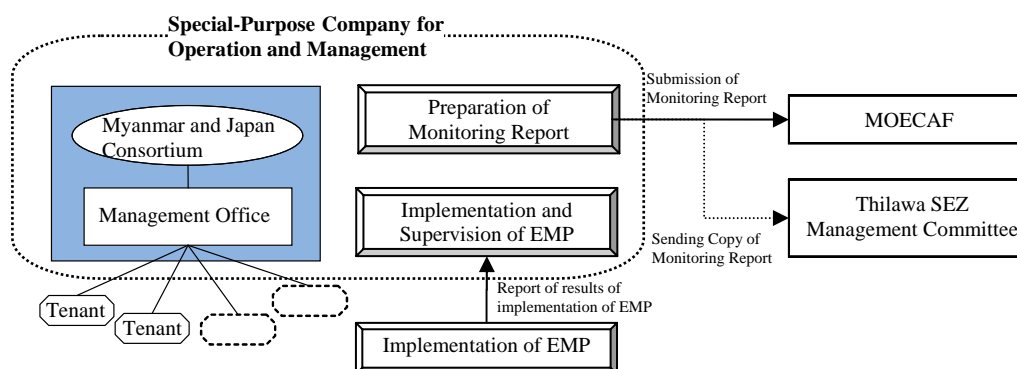 Special-Purpose Company for
Operation and Management
Myanmar and Japan
Consortium
Management Office
Tenant
Tenant
Preparation of
Monitoring Report
Implementation and
Supervision of EMP
Report of results of
implementation of EMP
Implementation of EMP
Submission of
Monitoring Report
MOECAF
Sending Copy of
Monitoring Report
Thilawa SEZ
Management Committee